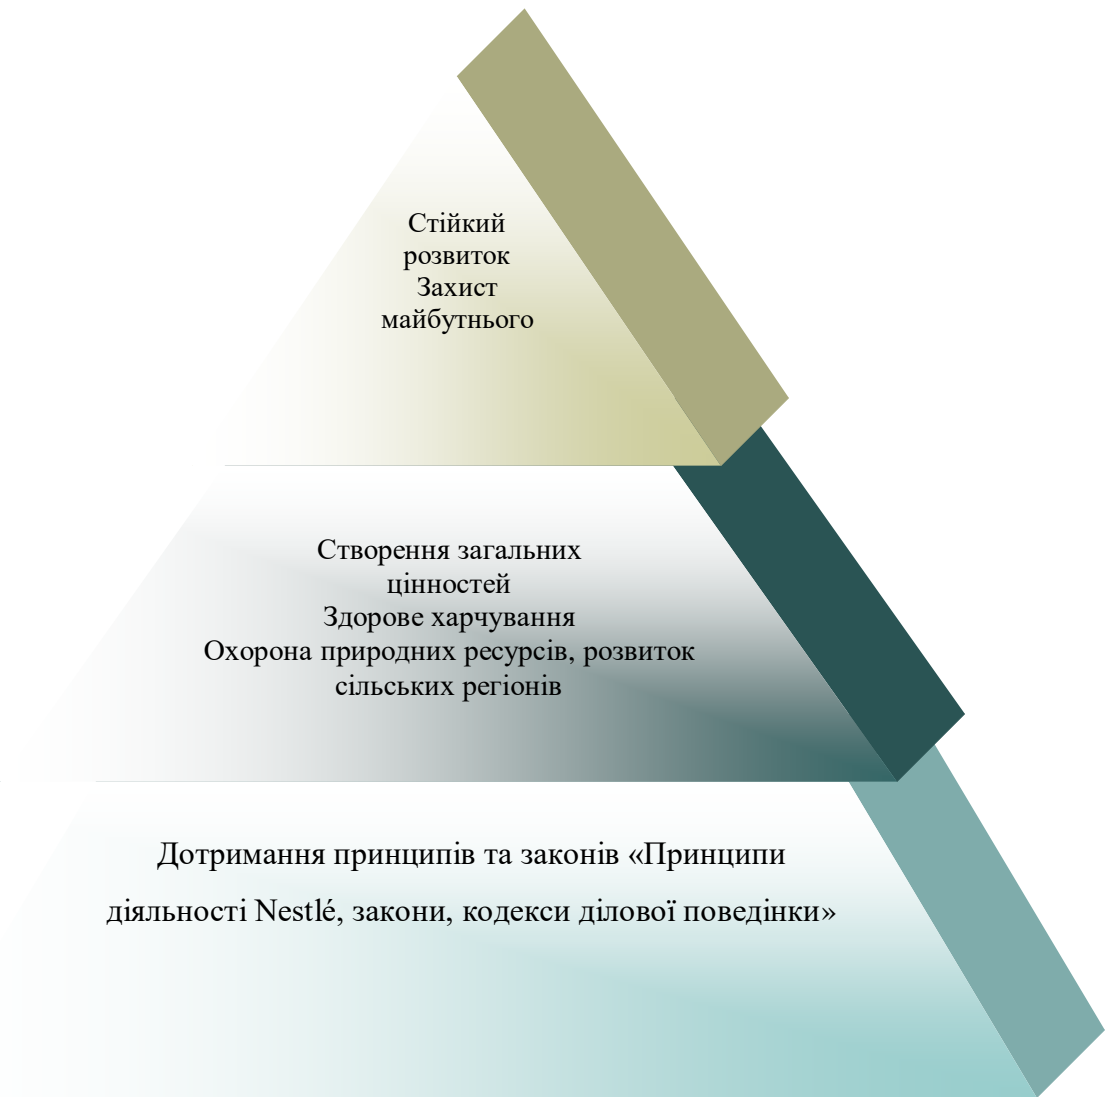 Стійкий
розвиток
Захист
майбутнього
Створення загальних
цінностей
Здорове харчування
Охорона природних ресурсів, розвиток
сільських регіонів
Дотримання принципів та законів «Принципи
діяльності Nestlé, закони, кодекси ділової поведінки»